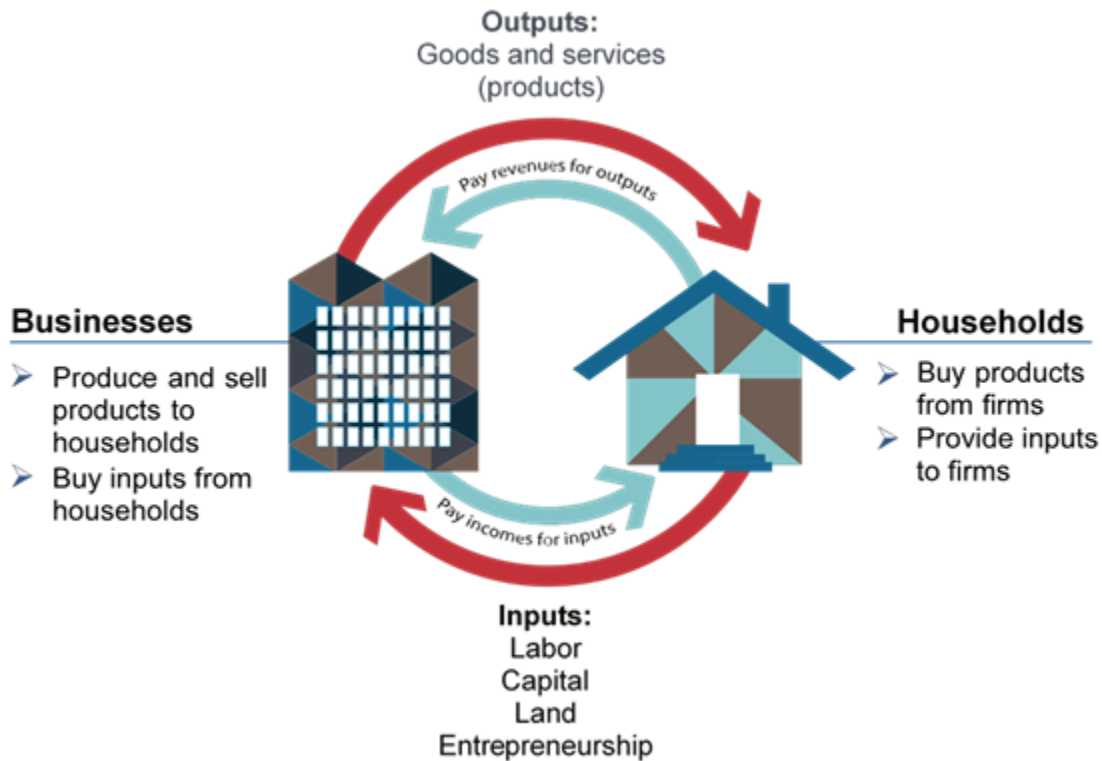 Outputs:
Goods and services
(products)
Pay revenues for outputs
Businesses
Produce and sell
products to
households
Buy inputs from
households
Households
Buy products
from firms
Provide inputs
to firms
Pay incomes for inputs
Inputs:
Labor
Capital
Land
Entrepreneurship